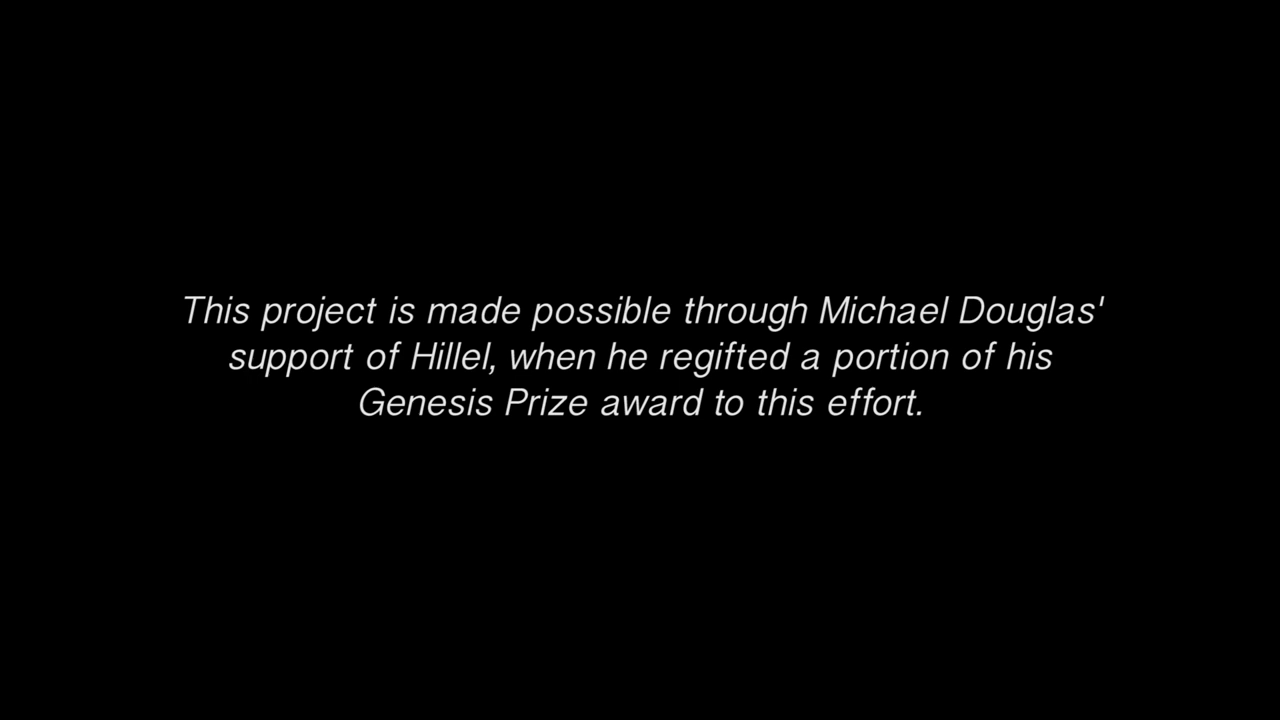 This project is made possible through Michael Douglas'
support of Hillel, when he regifted a portion of his
Genesis Prize award to this effort.